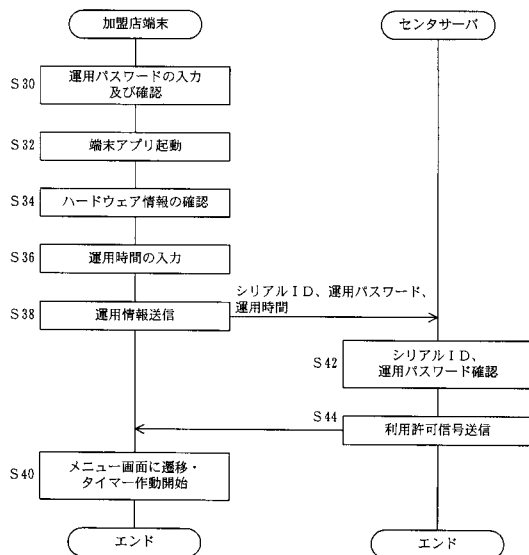 加盟店端末
センタサーバ
S30
運用パスワードの入力
及び確認
S32
端末アプリ起動
S34
ハードウェア情報の確認
S36
運用時間の入力
シリアルID、運用パスワード、
運用時間
S38
運用情報送信
S42
シリアルID、
運用パスワード確認
S44
利用許可信号送信
S40
メニュー画面に遷移・
タイマー作動開始
エンド
エンド